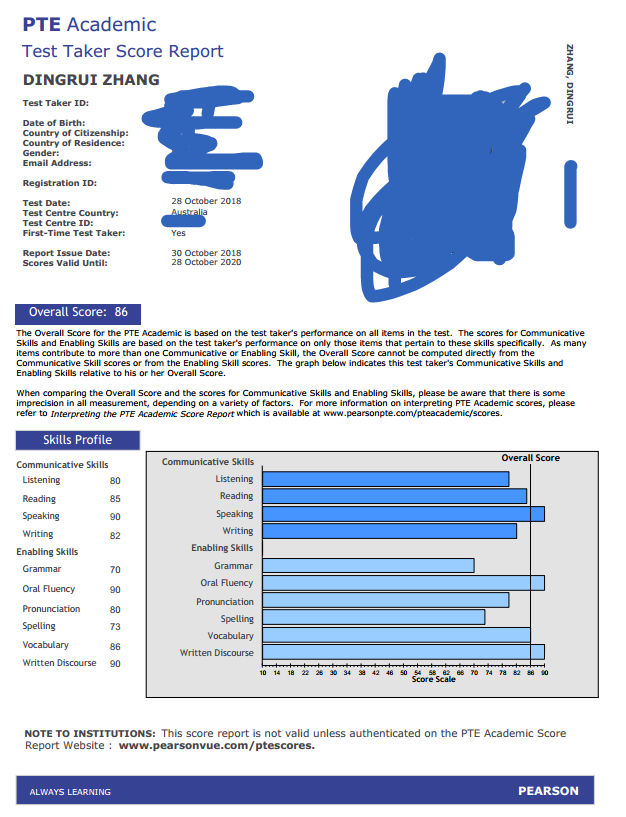 PTE Academic
Test Taker Score Report
DINGRUI ZHANG
ZHANG, DINGRUI
Test Taker ID:
Date of Birth:
Country of Citizenship:
Country of Residence:
Gender:
Email Address:
Registration ID:
Test Date: 28 October 2018
Test Centre Country: Australia
Test Centre ID:
First-Time Test Taker: Yes
Report Issue Date: 30 October 2018
Scores Valid Until: 28 October 2020
Overall Score: 86
The Overall Score for the PTE Academic is based on the test taker's performance on all items in the test. The scores for Communicative
Skills and Enabling Skills are based on the test taker's performance on only those items that pertain to these skills specifically. As many
items contribute to more than one Communicative or Enabling Skill, the Overall Score cannot be computed directly from the
Communicative Skill scores or from the Enabling Skill scores. The graph below indicates this test taker's Communicative Skills and
Enabling Skills relative to his or her Overall Score.
When comparing the Overall Score and the scores for Communicative Skills and Enabling Skills, please be aware that there is some
imprecision in all measurement, depending on a variety of factors. For more information on interpreting PTE Academic scores, please
refer to Interpreting the PTE Academic Score Report which is available at www.pearsonpte.com/pteacademic/scores.
Skills Profile
Communicative Skills
Listening 80
Reading 85
Speaking 90
Writing 82
Enabling Skills
Grammar 70
Oral Fluency 90
Pronunciation 80
Spelling 73
Vocabulary 86
Written Discourse 90
Overall Score
Communicative Skills
Listening
Reading
Speaking
Writing
Enabling Skills
Grammar
Oral Fluency
Pronunciation
Spelling
Vocabulary
Written Discourse
10 14 18 22 26 30 34 38 42 46 50 54 58 62 66 70 74 78 82 86 90
Score Scale
NOTE TO INSTITUTIONS: This score report is not valid unless authenticated on the PTE Academic Score
Report Website : www.pearsonvue.com/ptescores.
ALWAYS LEARNING
PEARSON